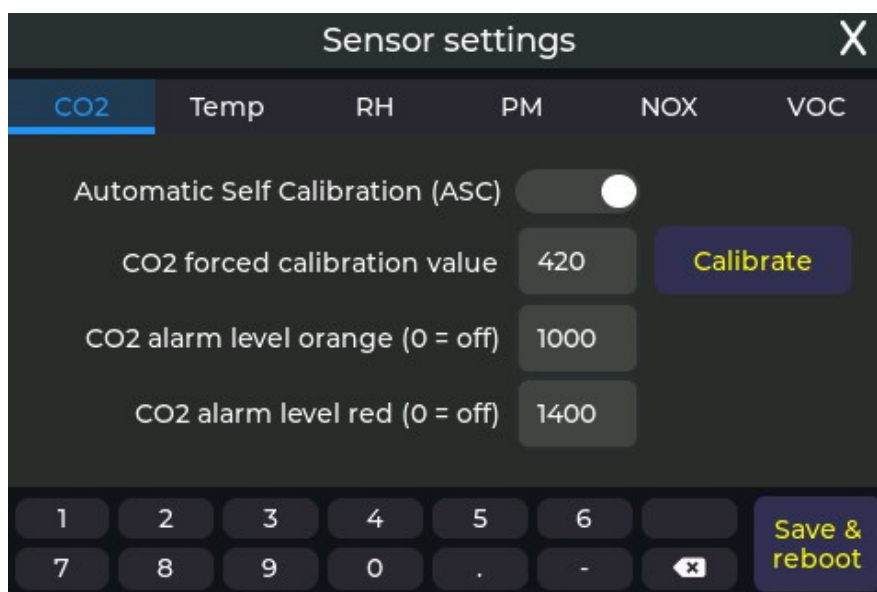 Sensor settings X
CO2 Temp RH PM NOX VOC
Automatic Self Calibration (ASC)
CO2 forced calibration value 420 Calibrate
CO2 alarm level orange (0 = off) 1000
CO2 alarm level red (0 = off) 1400
1 2 3 4 5 6
7 8 9 0 . -
Save &
reboot